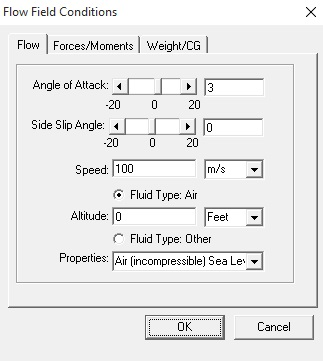 Flow Field Conditions
Flow Forces/Moments Weight/CG
Angle of Attack: 3
-20 0 20
Side Slip Angle: 0
-20 0 20
Speed: 100 m/s
Fluid Type: Air
Altitude: 0 Feet
Fluid Type: Other
Properties: Air (incompressible) Sea Lev
OK Cancel